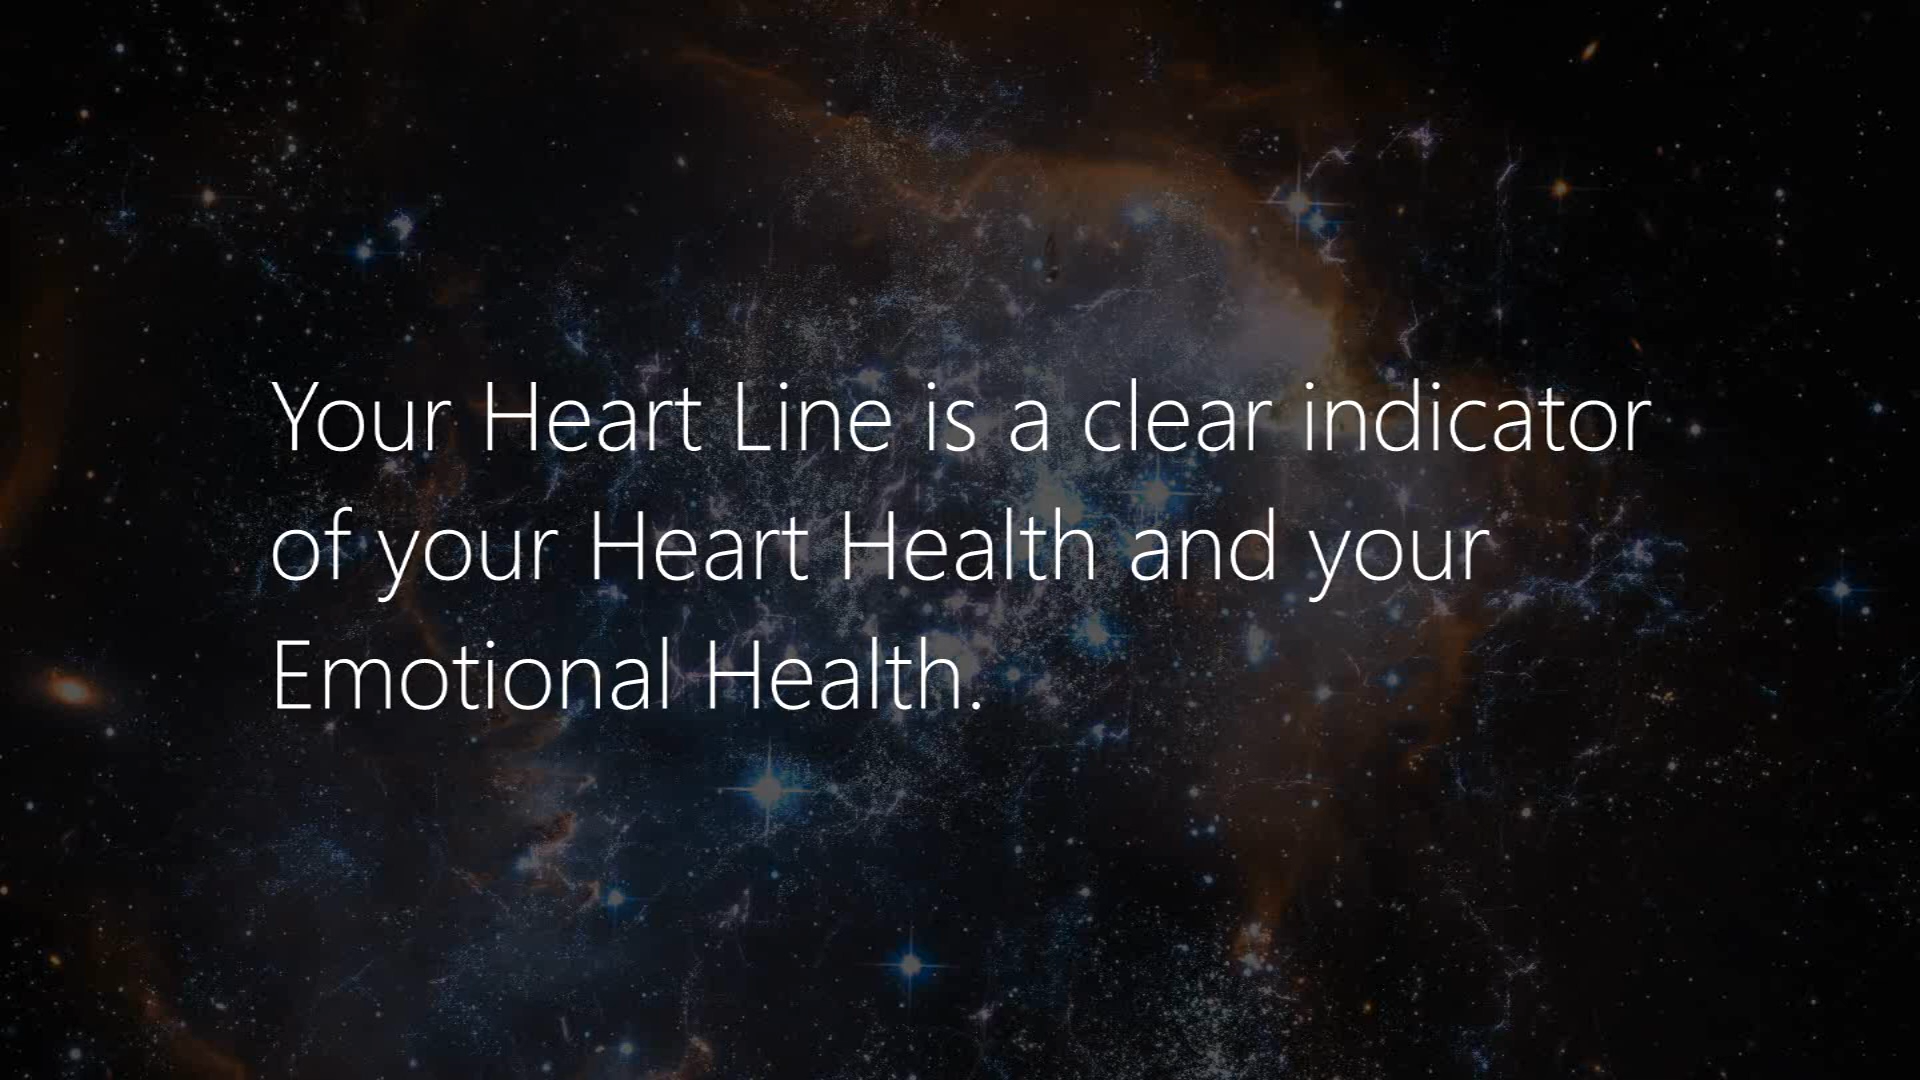 Your Heart Line is a clear indicator
of your Heart Health and your
Emotional Health.